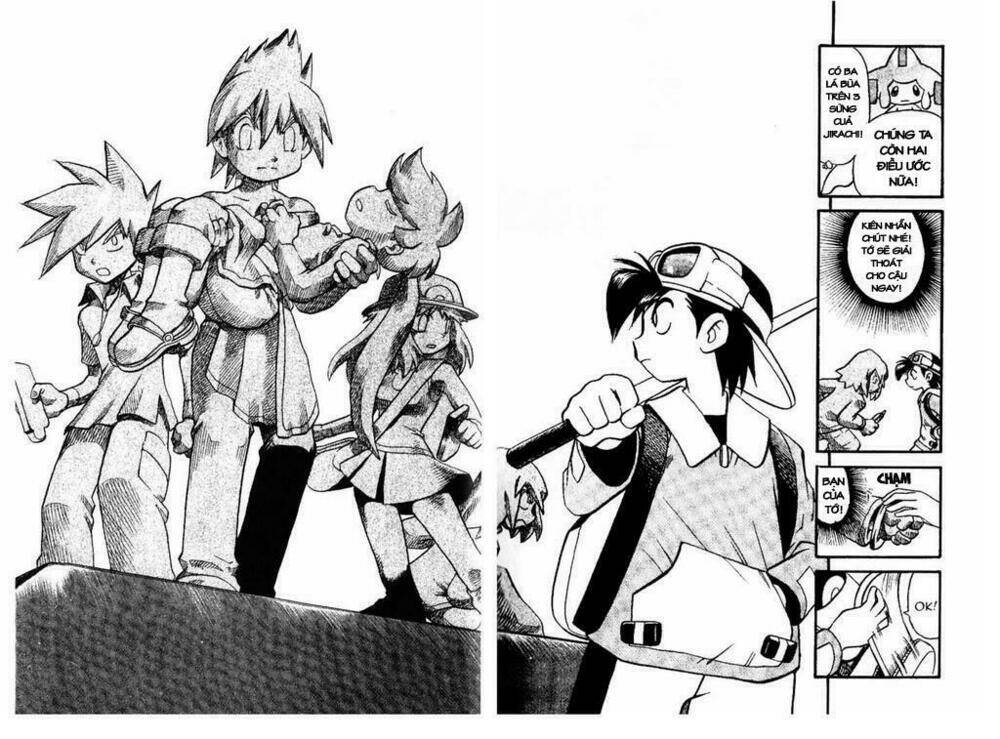 CÓ BA
LÁ BÙA
TRÊN 3
SỪNG
CUẢ
JIRACHI!
CHÚNG TA
CÒN HAI
ĐIỀU ƯỚC
NỮA!
KIÊN NHẪN
CHÚT NHÉ!
TỚ SẼ GIẢI
THOÁT
CHO CẬU
NGAY!
BẠN
CỦA
TỚ!
CHẠM
OK!